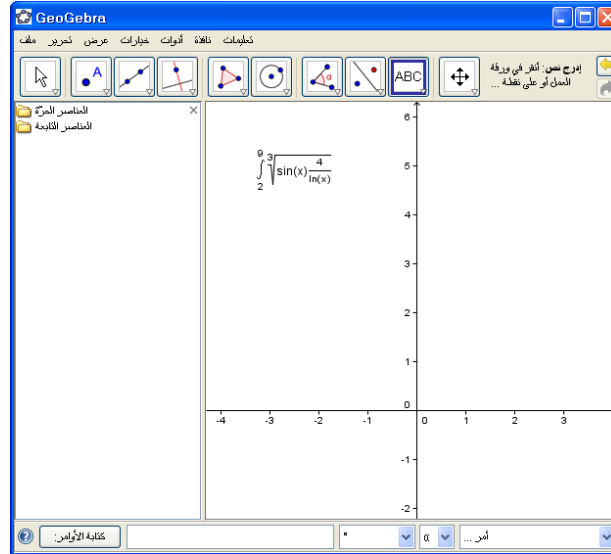 GeoGebra
ملف تحرير عرض خيارات أدوات نافذة تعليمات
ABC
A
α
إدرج نص: أنقر في ورقة
العمل أو على نقطة ...
العناصر الحرّة
العناصر التابعة
9
2
3
sin(x)
4
ln(x)
6
5
4
3
2
1
0
-1
-2
-4 -3 -2 -1 0 1 2 3
كتابة الأوامر:
°
α
أمر ...